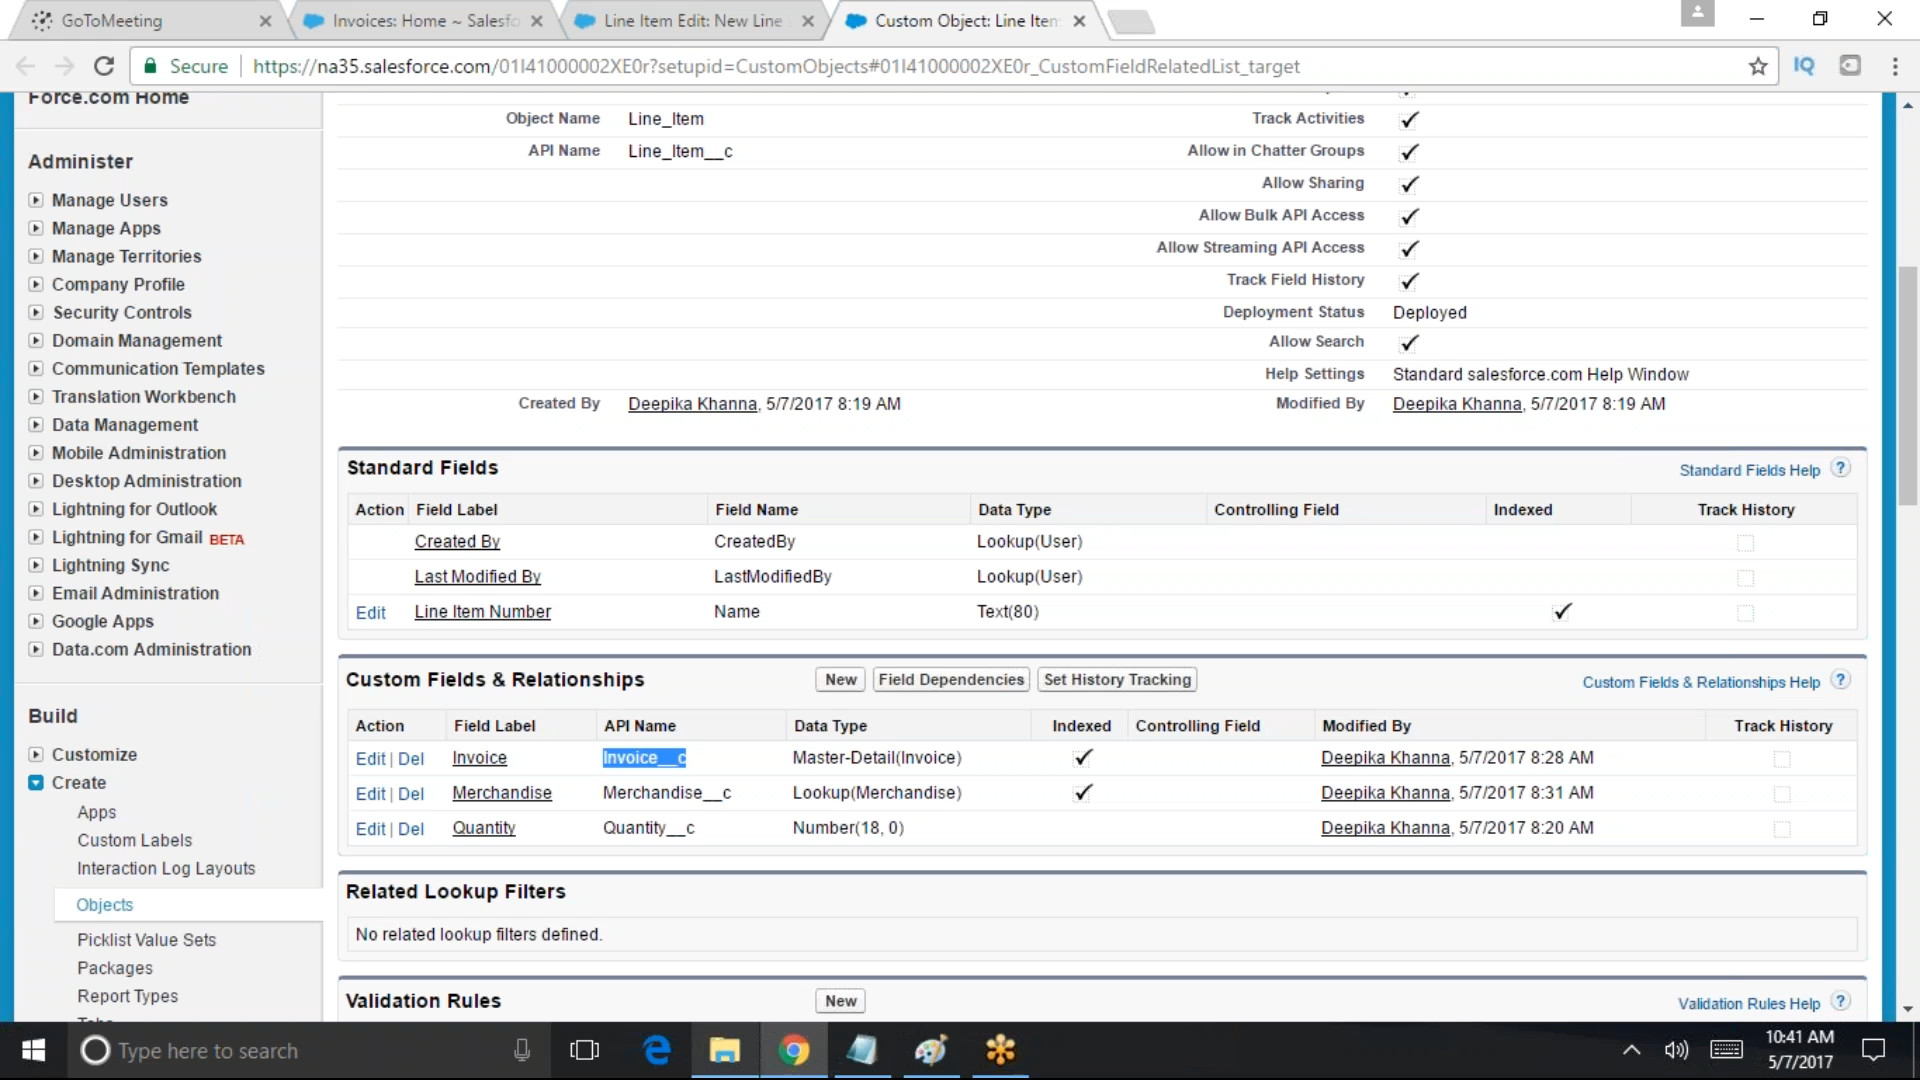 GoToMeeting
Invoices: Home ~ Salesfo
Line Item Edit: New Line
Custom Object: Line Item
Secure
https://na35.salesforce.com/01I41000002XE0r?setupid=CustomObjects#01I41000002XE0r_CustomFieldRelatedList_target
IQ
Force.com Home
Administer
Manage Users
Manage Apps
Manage Territories
Company Profile
Security Controls
Domain Management
Communication Templates
Translation Workbench
Data Management
Mobile Administration
Desktop Administration
Lightning for Outlook
Lightning for Gmail BETA
Lightning Sync
Email Administration
Google Apps
Data.com Administration
Build
Customize
Create
Apps
Custom Labels
Interaction Log Layouts
Objects
Picklist Value Sets
Packages
Report Types
Object Name Line_Item Track Activities
API Name Line_Item__c Allow in Chatter Groups
Allow Sharing
Allow Bulk API Access
Allow Streaming API Access
Track Field History
Deployment Status Deployed
Allow Search
Help Settings Standard salesforce.com Help Window
Created By Deepika Khanna, 5/7/2017 8:19 AM Modified By Deepika Khanna, 5/7/2017 8:19 AM
Standard Fields Standard Fields Help ?
Action Field Label Field Name Data Type Controlling Field Indexed Track History
Created By CreatedBy Lookup(User)
Last Modified By LastModifiedBy Lookup(User)
Edit Line Item Number Name Text(80)
Custom Fields & Relationships New Field Dependencies Set History Tracking Custom Fields & Relationships Help ?
Action Field Label API Name Data Type Indexed Controlling Field Modified By Track History
Edit | Del Invoice Invoice__c Master-Detail(Invoice) Deepika Khanna, 5/7/2017 8:28 AM
Edit | Del Merchandise Merchandise__c Lookup(Merchandise) Deepika Khanna, 5/7/2017 8:31 AM
Edit | Del Quantity Quantity__c Number(18, 0) Deepika Khanna, 5/7/2017 8:20 AM
Related Lookup Filters
No related lookup filters defined.
Validation Rules New Validation Rules Help ?
Type here to search
10:41 AM
5/7/2017